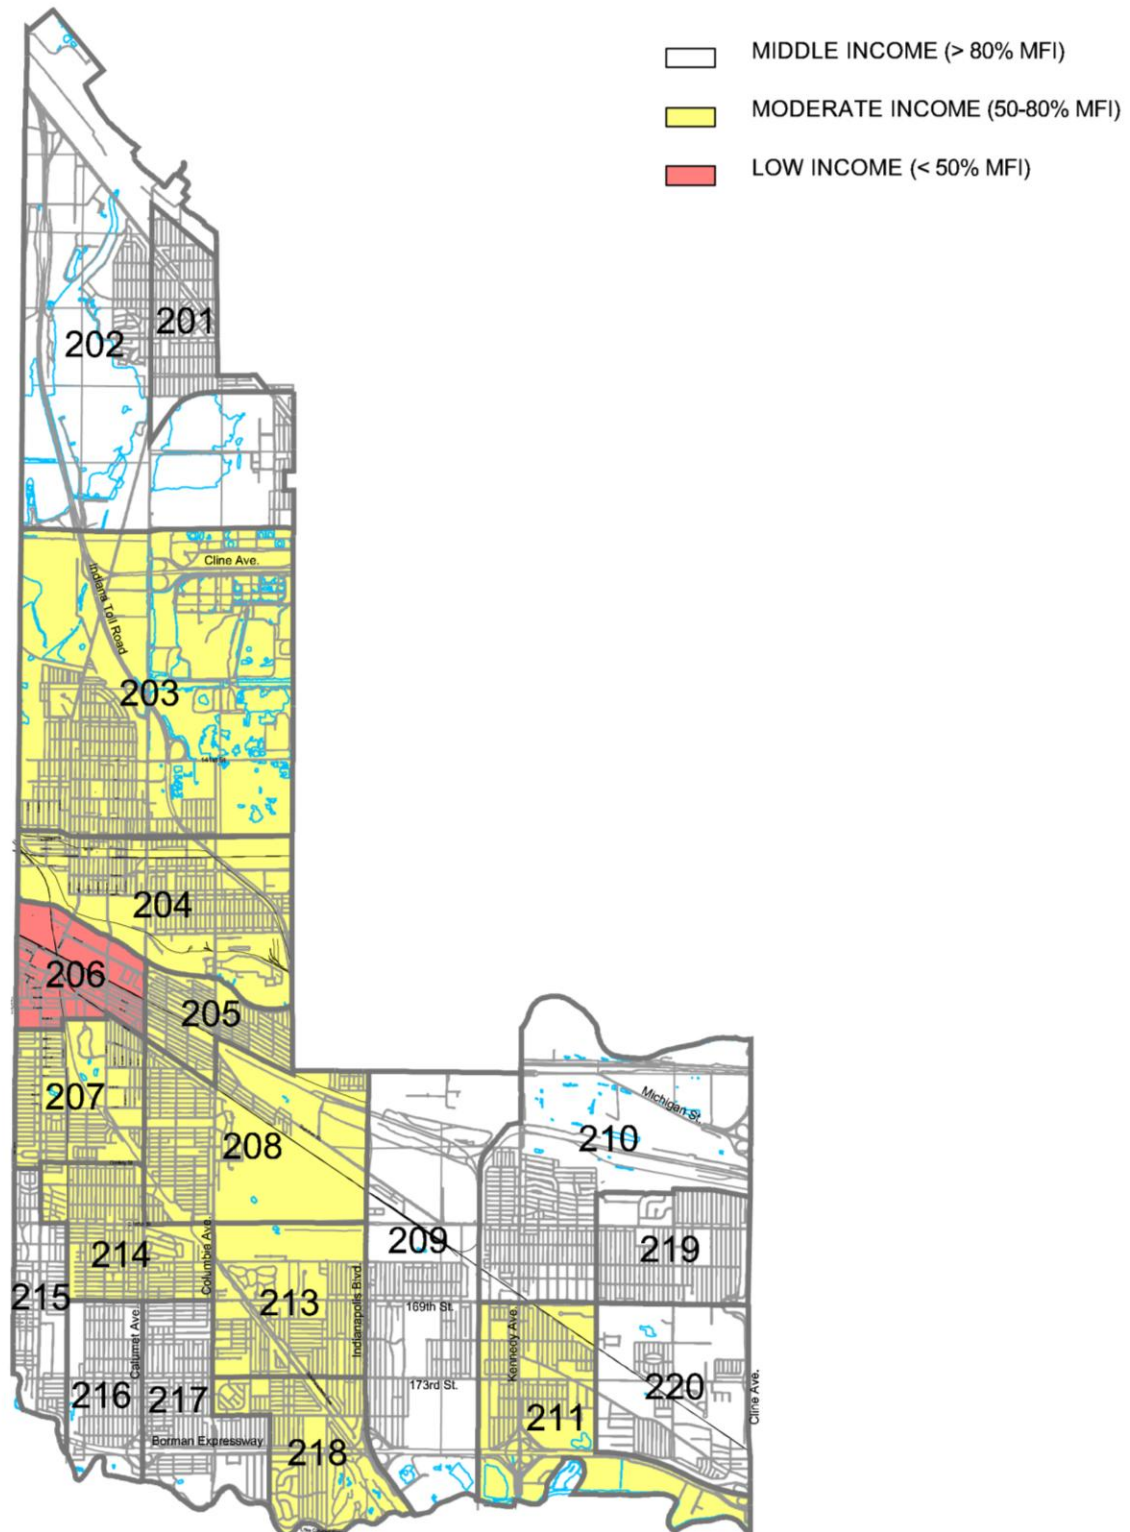 MIDDLE INCOME (> 80% MFI)
MODERATE INCOME (50-80% MFI)
LOW INCOME (< 50% MFI)
201
202
Cline Ave.
Indiana Toll Road
203
204
206
205
207
Michigan St.
208
210
209
219
214
Columbia Ave.
215
213
Indianapolis Blvd.
169th St.
Calumet Ave.
Kennedy Ave.
173rd St.
220
216
217
211
Cline Ave.
Borman Expressway
218